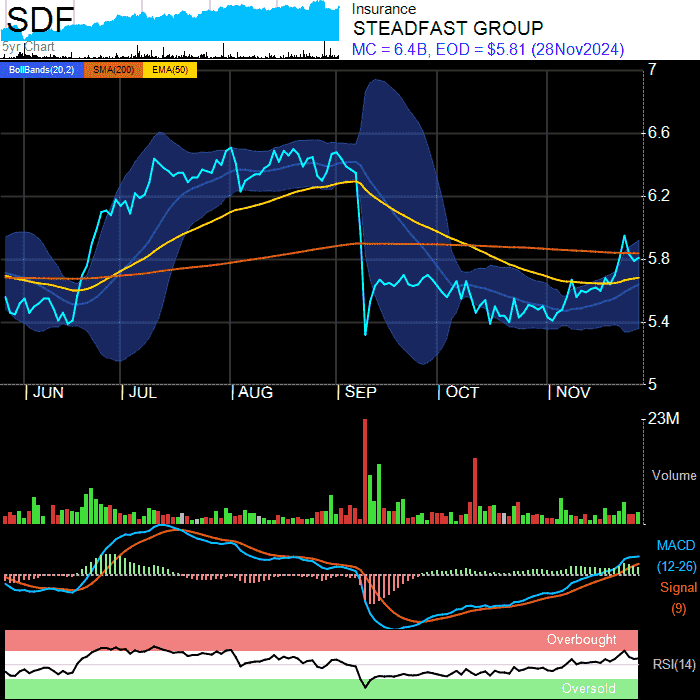 SDF
5yr Chart
Insurance
STEADFAST GROUP
MC = 6.4B, EOD = $5.81 (28Nov2024)
BollBands(20,2) SMA(200) EMA(50)
7
6.6
6.2
5.8
5.4
5
JUN JUL AUG SEP OCT NOV
23M
Volume
MACD
(12-26)
Signal
(9)
Overbought
RSI(14)
Oversold